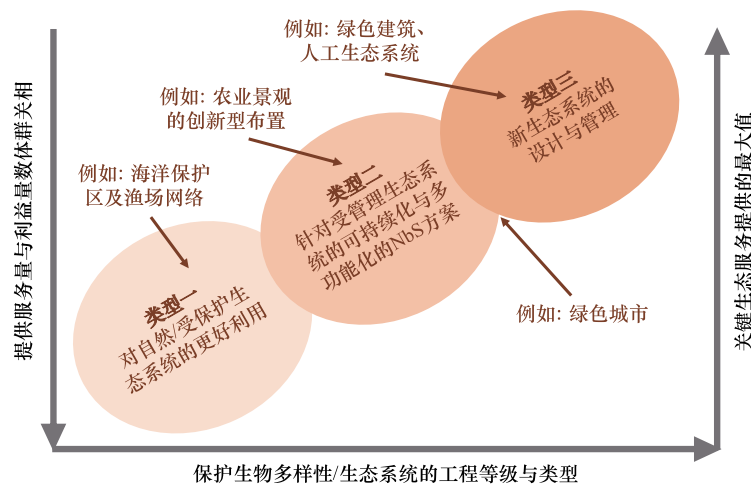 例如: 绿色建筑、
人工生态系统
类型三
新生态系统的
设计与管理
例如: 农业景观
的创新型布置
类型二
针对受管理生态系
统的可持续化与多
功能化的NbS方案
例如: 海洋保护
区及渔场网络
类型一
对自然/受保护生
态系统的更好利用
例如: 绿色城市
提供服务量与利益量数体群关相
关键生态服务提供的最大值
保护生物多样性/生态系统的工程等级与类型